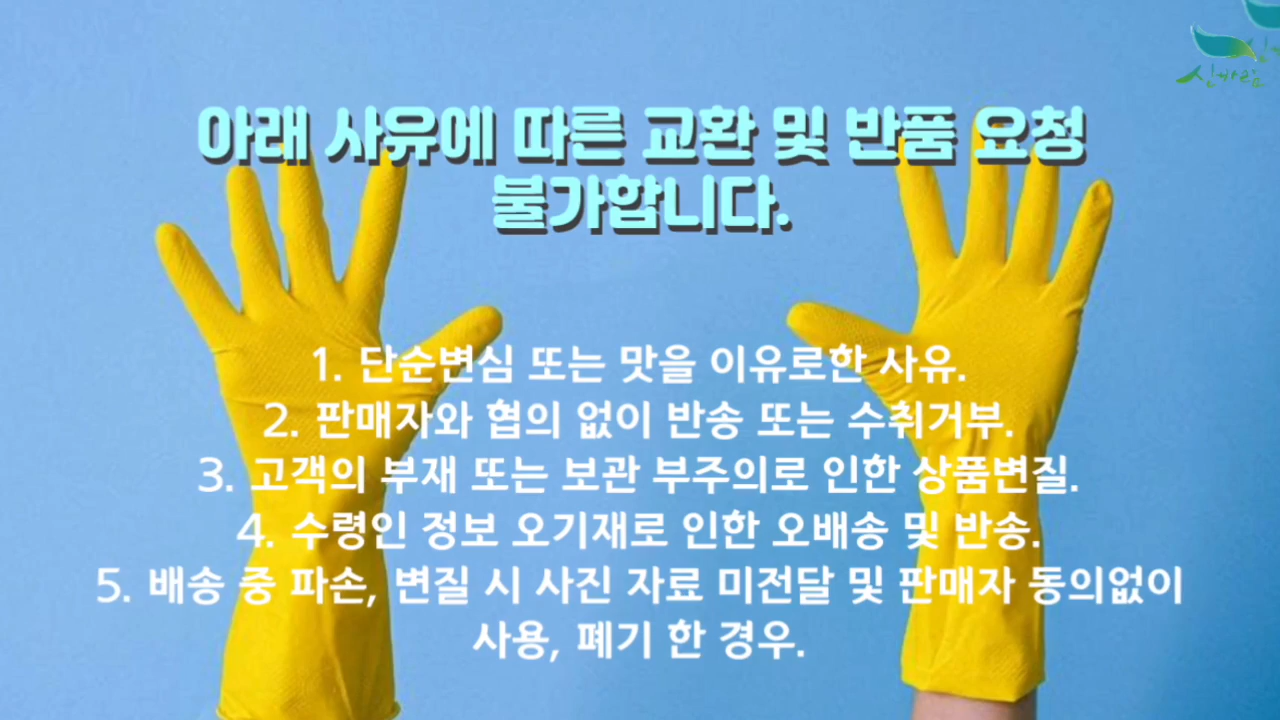 신바람
아래 사유에 따른 교환 및 반품 요청
불가합니다.
1. 단순변심 또는 맛을 이유로한 사유.
2. 판매자와 협의 없이 반송 또는 수취거부.
3. 고객의 부재 또는 보관 부주의로 인한 상품변질.
4. 수령인 정보 오기재로 인한 오배송 및 반송.
5. 배송 중 파손, 변질 시 사진 자료 미전달 및 판매자 동의없이
사용, 폐기 한 경우.